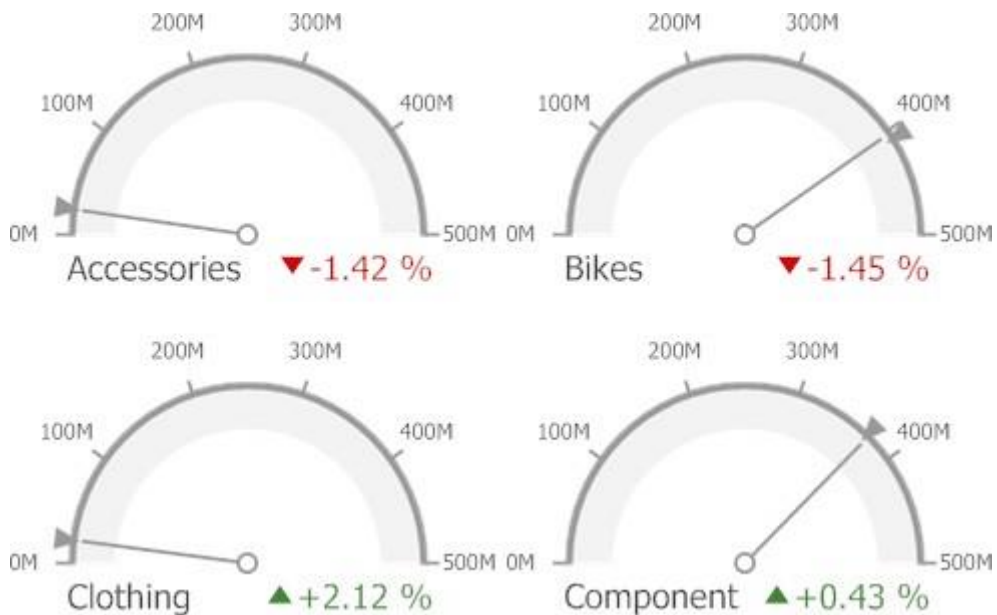 200M 300M 200M 300M
100M 400M 100M 400M
0M 500M 0M 500M
Accessories ▼ -1.42 % Bikes ▼ -1.45 %
200M 300M 200M 300M
100M 400M 100M 400M
0M 500M 0M 500M
Clothing ▲ +2.12 % Component ▲ +0.43 %